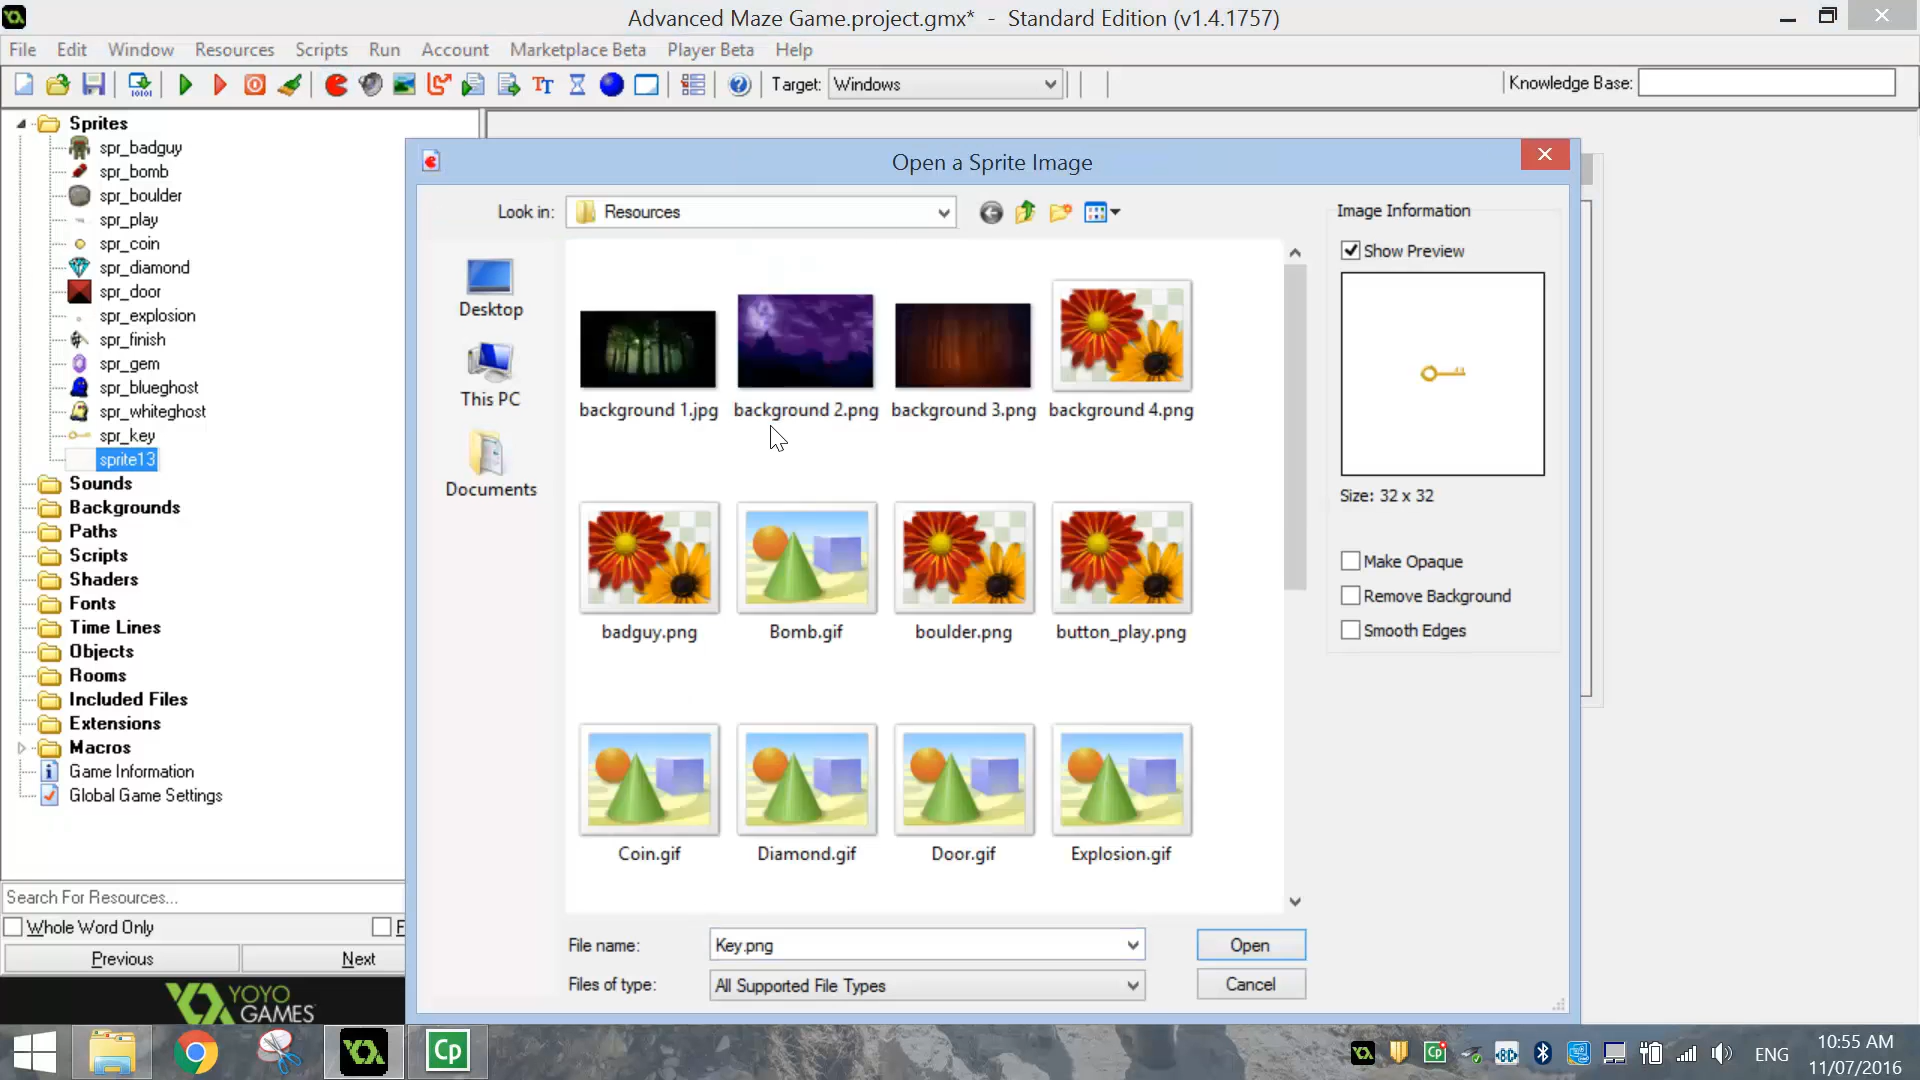 Advanced Maze Game.project.gmx* - Standard Edition (v1.4.1757)
File Edit Window Resources Scripts Run Account Marketplace Beta Player Beta Help
Target: Windows
Knowledge Base:
Sprites
spr_badguy
spr_bomb
spr_boulder
spr_play
spr_coin
spr_diamond
spr_door
spr_explosion
spr_finish
spr_gem
spr_blueghost
spr_whiteghost
spr_key
sprite13
Sounds
Backgrounds
Paths
Scripts
Shaders
Fonts
Time Lines
Objects
Rooms
Included Files
Extensions
Macros
Game Information
Global Game Settings
Search For Resources...
Whole Word Only F
Previous Next
YOYO
GAMES
Open a Sprite Image
Look in: Resources
Desktop
This PC
Documents
background 1.jpg background 2.png background 3.png background 4.png
badguy.png Bomb.gif boulder.png button_play.png
Coin.gif Diamond.gif Door.gif Explosion.gif
File name: Key.png Open
Files of type: All Supported File Types Cancel
Image Information
Show Preview
Size: 32 x 32
Make Opaque
Remove Background
Smooth Edges
Cp
ENG
10:55 AM
11/07/2016